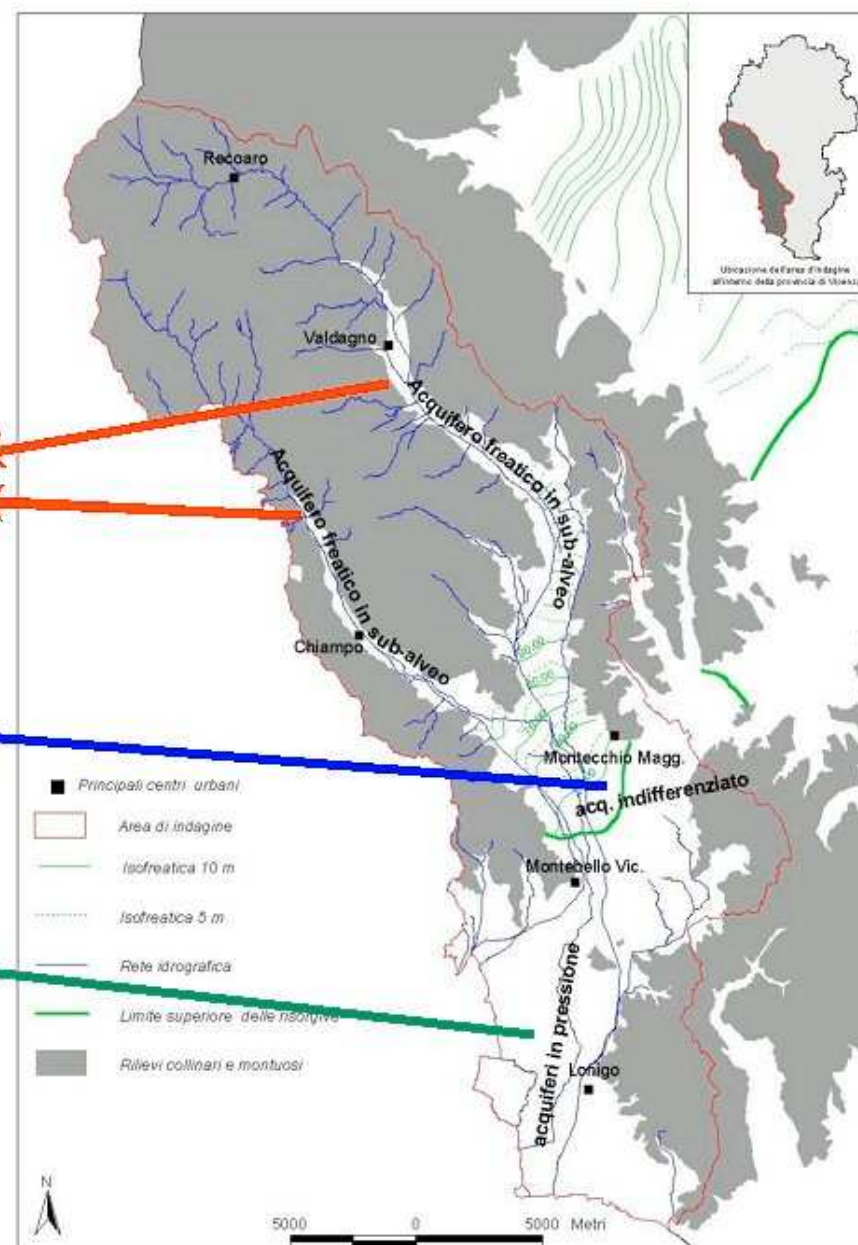 Ubicazione dell'area d'indagine
all'interno della provincia di Vicenza
Recoaro
Valdagno
Acquifero freatico in sub-alveo
Acquifero freatico in sub-alveo
Chiampo
Montecchio Magg.
acq. indifferenziato
Montebello Vic.
acquiferi in pressione
Lonigo
Principali centri urbani
Area di indagine
Isofreatica 10 m
Isofreatica 5 m
Rete idrografica
Limite superiore delle risorgive
Rilievi collinari e montuosi
N
5000 0 5000 Metri